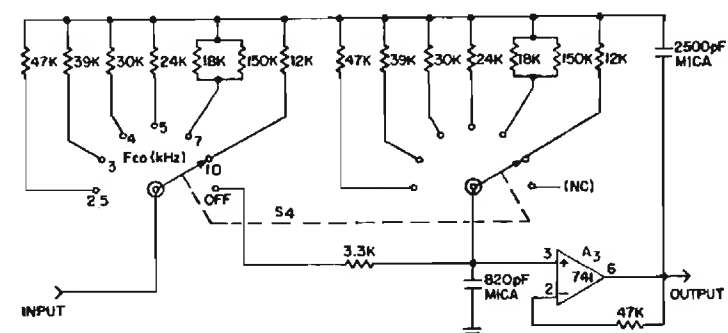 47K 39K 30K 24K 18K 150K 12K 47K 39K 30K 24K 18K 150K 12K 2500pF
MICA
5
4 7
Fco (kHz)
3 10
2.5 OFF (NC)
S4
3.3K 3 A3
+ 741 6
820pF 2 −
MICA OUTPUT
INPUT 47K